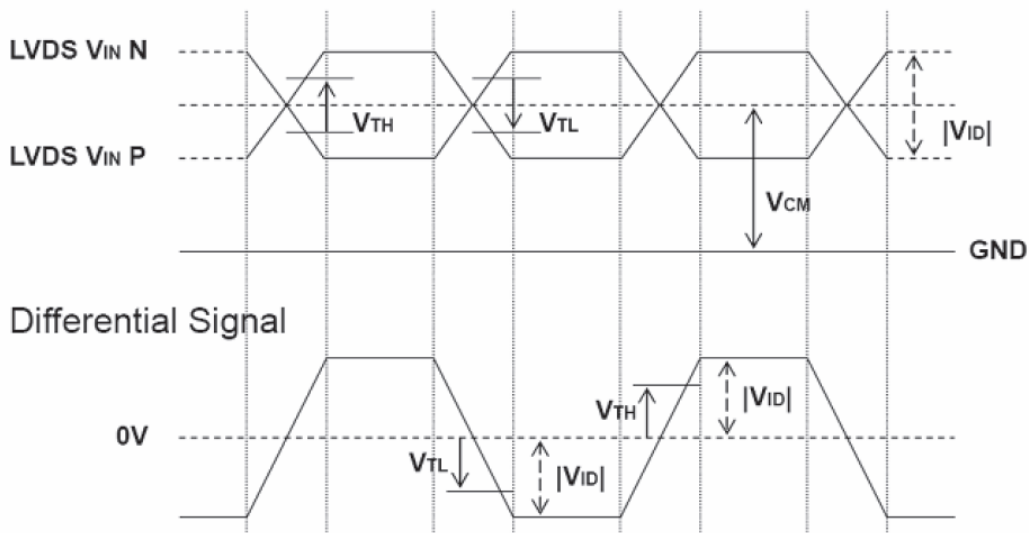 LVDS VIN N
VTH
VTL
|VID|
LVDS VIN P
VCM
GND
Differential Signal
VTH
|VID|
0V
VTL
|VID|